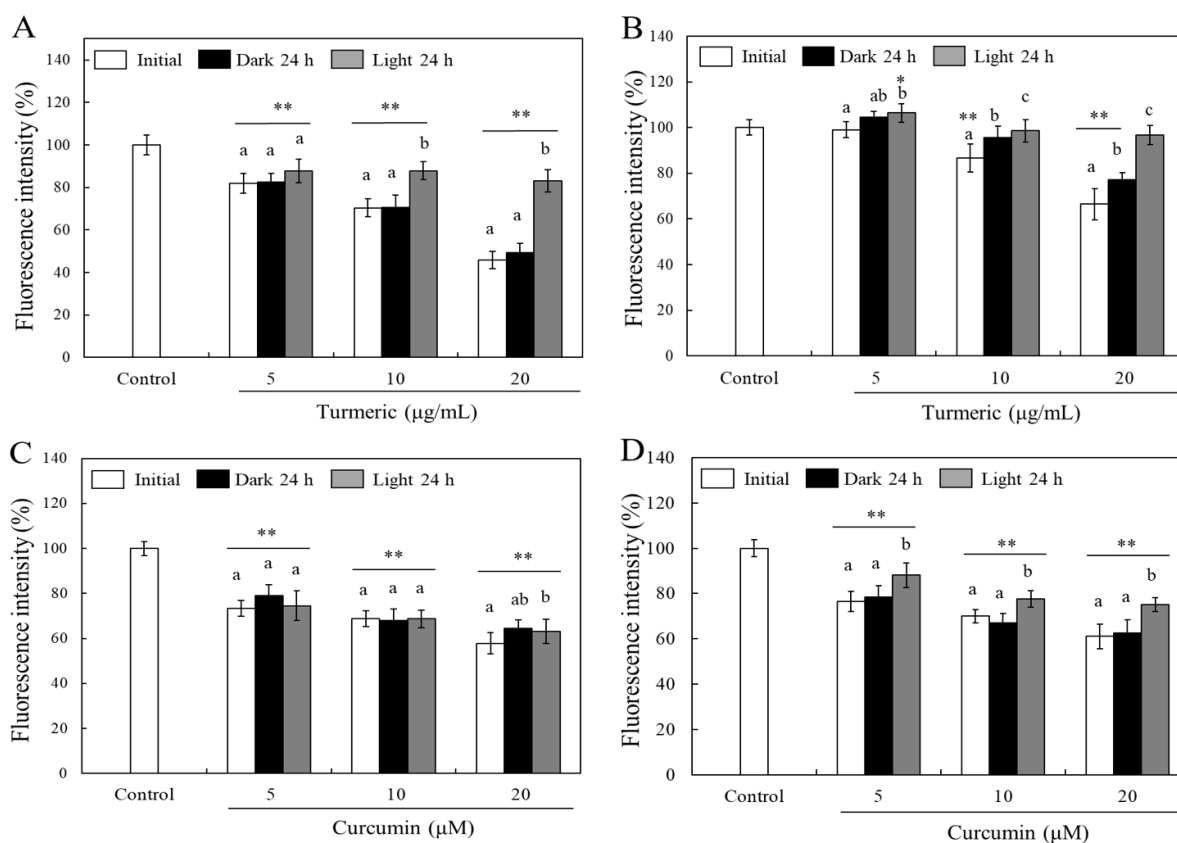 A
Initial Dark 24 h Light 24 h
Fluorescence intensity (%)
140
120
100
80
60
40
20
0
** ** **
a a a a a b a a b
Control 5 10 20
Turmeric (µg/mL)
B
Initial Dark 24 h Light 24 h
Fluorescence intensity (%)
140
120
100
80
60
40
20
0
* ** **
a ab b a b c a b c
Control 5 10 20
Turmeric (µg/mL)
C
Initial Dark 24 h Light 24 h
Fluorescence intensity (%)
140
120
100
80
60
40
20
0
** ** **
a a a a a a a ab b
Control 5 10 20
Curcumin (µM)
D
Initial Dark 24 h Light 24 h
Fluorescence intensity (%)
140
120
100
80
60
40
20
0
** ** **
a a b a a b a a b
Control 5 10 20
Curcumin (µM)